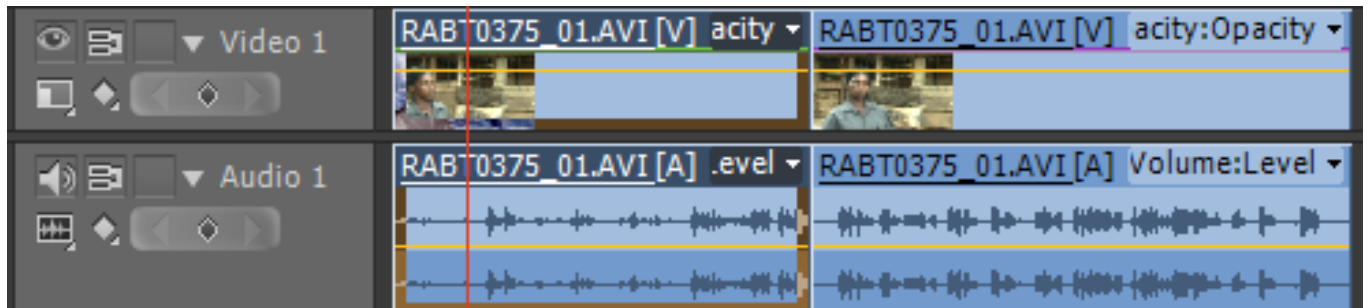 Video 1 RABT0375_01.AVI [V] acity RABT0375_01.AVI [V] acity:Opacity
Audio 1 RABT0375_01.AVI [A] .evel RABT0375_01.AVI [A] Volume:Level